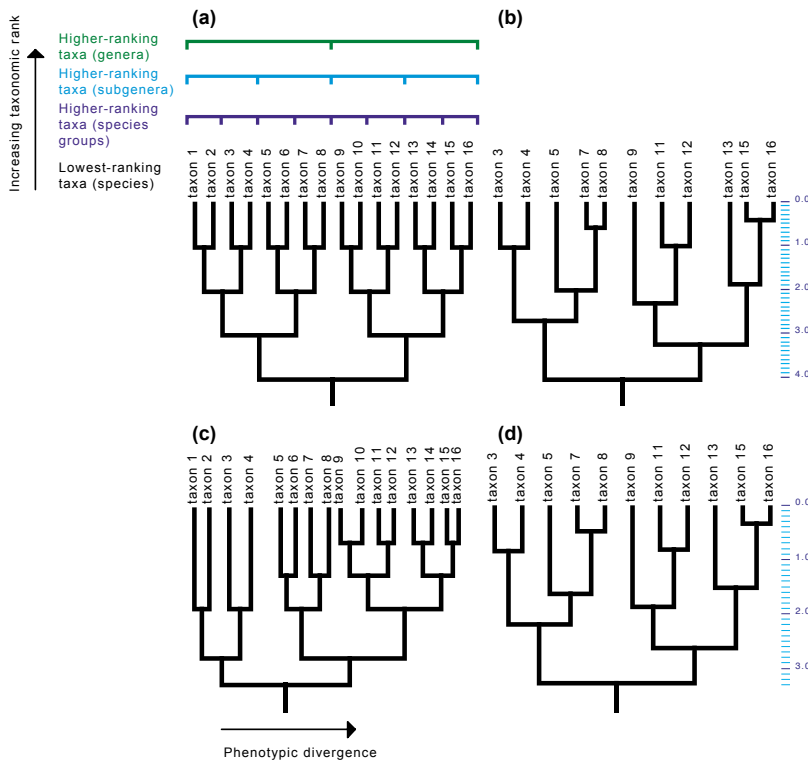 (a)
(b)
Increasing taxonomic rank
Higher-ranking
taxa (genera)
Higher-ranking
taxa (subgenera)
Higher-ranking
taxa (species
groups)
Lowest-ranking
taxa (species)
taxon 1
taxon 2
taxon 3
taxon 4
taxon 5
taxon 6
taxon 7
taxon 8
taxon 9
taxon 10
taxon 11
taxon 12
taxon 13
taxon 14
taxon 15
taxon 16
taxon 3
taxon 4
taxon 5
taxon 7
taxon 8
taxon 9
taxon 11
taxon 12
taxon 13
taxon 15
taxon 16
0.0
1.0
2.0
3.0
4.0
(c)
(d)
taxon 1
taxon 2
taxon 3
taxon 4
taxon 5
taxon 6
taxon 7
taxon 8
taxon 9
taxon 10
taxon 11
taxon 12
taxon 13
taxon 14
taxon 15
taxon 16
taxon 3
taxon 4
taxon 5
taxon 7
taxon 8
taxon 9
taxon 11
taxon 12
taxon 13
taxon 15
taxon 16
0.0
1.0
2.0
3.0
Phenotypic divergence